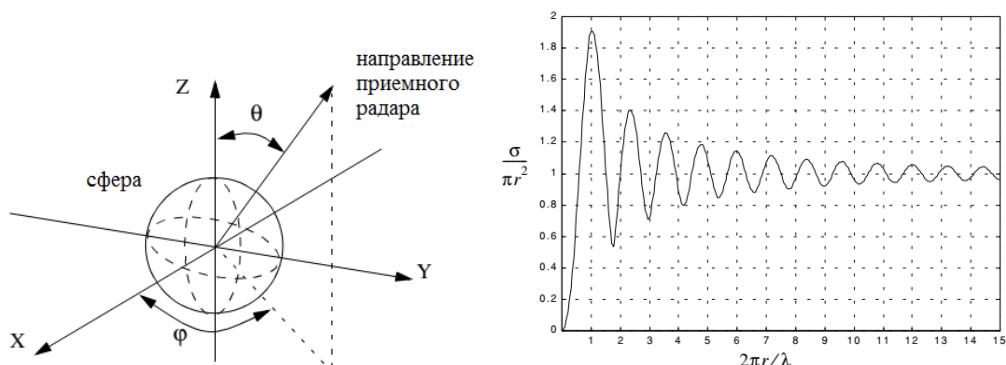 Z
θ
направление
приемного
радара
сфера
Y
X
φ
σ
πr²
2
1.8
1.6
1.4
1.2
1
0.8
0.6
0.4
0.2
0
0 1 2 3 4 5 6 7 8 9 10 11 12 13 14 15
2πr/λ